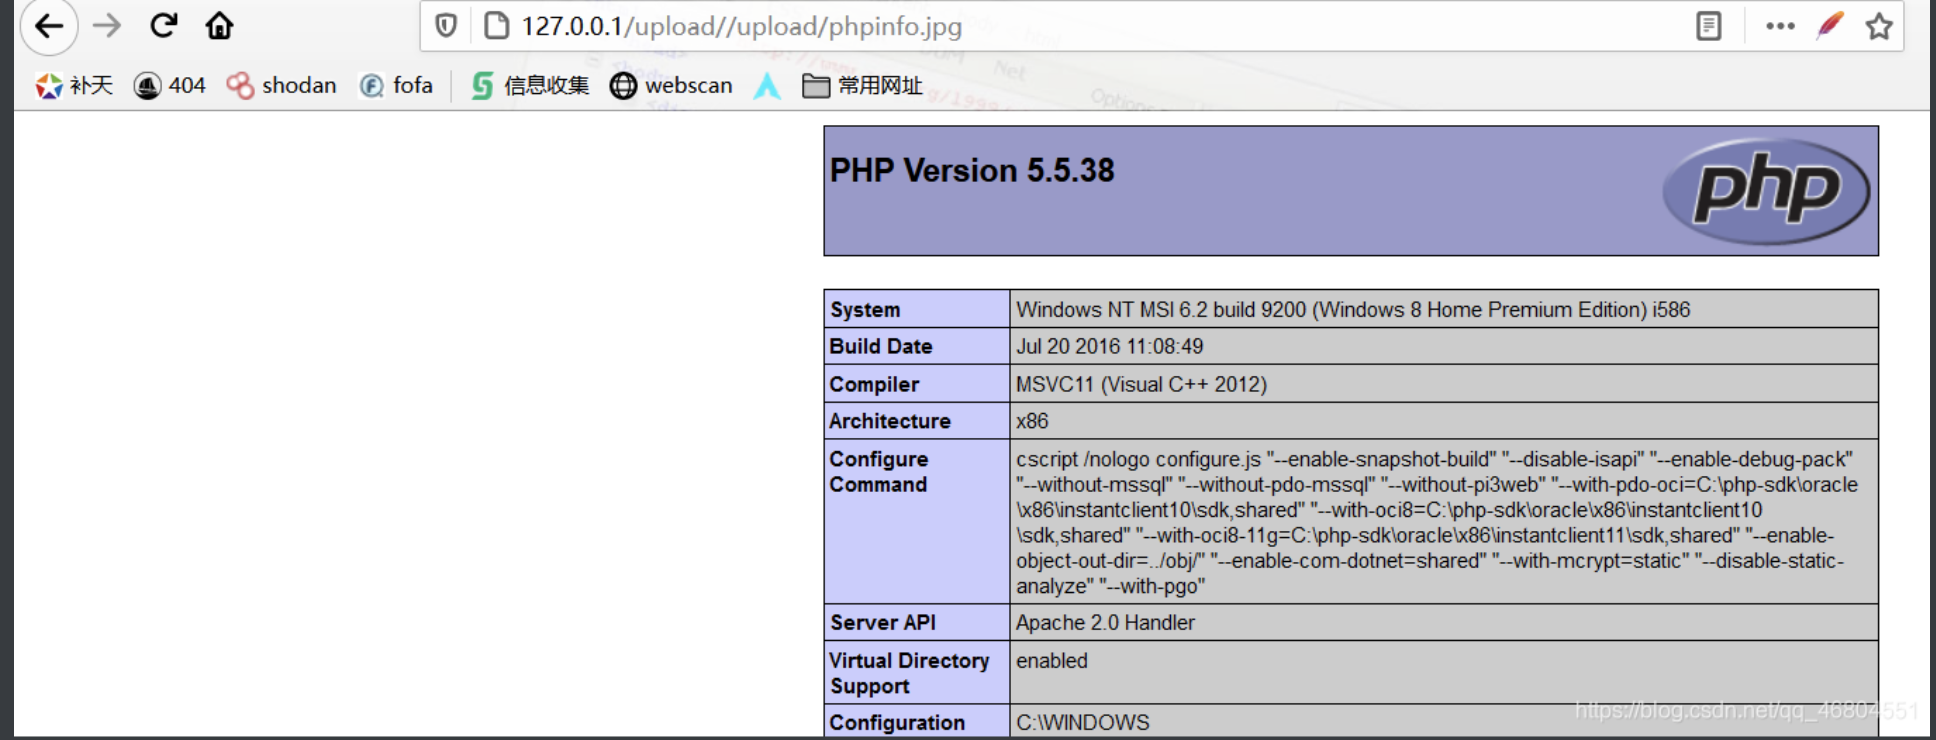 127.0.0.1/upload//upload/phpinfo.jpg
补天 404 shodan fofa 信息收集 webscan 常用网址
Net
Options
PHP Version 5.5.38
php
System Windows NT MSI 6.2 build 9200 (Windows 8 Home Premium Edition) i586
Build Date Jul 20 2016 11:08:49
Compiler MSVC11 (Visual C++ 2012)
Architecture x86
Configure Command
cscript /nologo configure.js "--enable-snapshot-build" "--disable-isapi" "--enable-debug-pack"
"--without-mssql" "--without-pdo-mssql" "--without-pi3web" "--with-pdo-oci=C:\php-sdk\oracle
\x86\instantclient10\sdk,shared" "--with-oci8=C:\php-sdk\oracle\x86\instantclient10
\sdk,shared" "--with-oci8-11g=C:\php-sdk\oracle\x86\instantclient11\sdk,shared" "--enable-
object-out-dir=../obj/" "--enable-com-dotnet=shared" "--with-mcrypt=static" "--disable-static-
analyze" "--with-pgo"
Server API Apache 2.0 Handler
Virtual Directory Support enabled
Configuration C:\WINDOWS
https://blog.csdn.net/qq_46804551